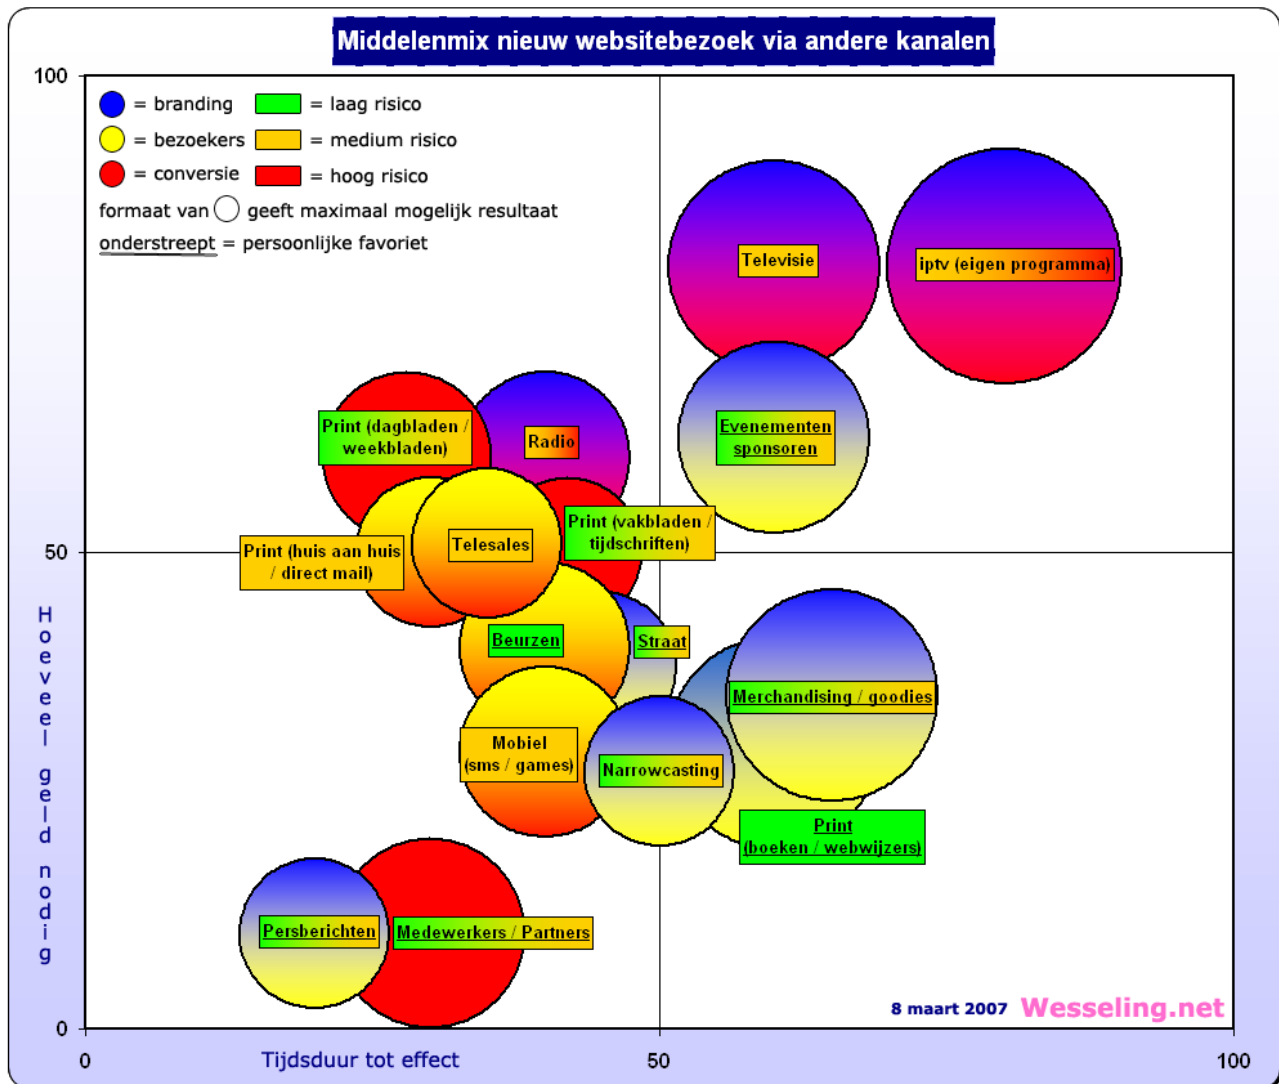 Middelenmix nieuw websitebezoek via andere kanalen
100
= branding
= laag risico
= bezoekers
= medium risico
= conversie
= hoog risico
formaat van geeft maximaal mogelijk resultaat
onderstreept = persoonlijke favoriet
Televisie
iptv (eigen programma)
Print (dagbladen /
weekbladen)
Radio
Evenementen
sponsoren
Print (vakbladen /
tijdschriften)
Print (huis aan huis
/ direct mail)
Telesales
50
Beurzen
Straat
Merchandising / goodies
Mobiel
(sms / games)
Narrowcasting
Print
(boeken / webwijzers)
Persberichten
Medewerkers / Partners
Hoeveel geld nodig
8 maart 2007 Wesseling.net
0
0
Tijdsduur tot effect
50
100